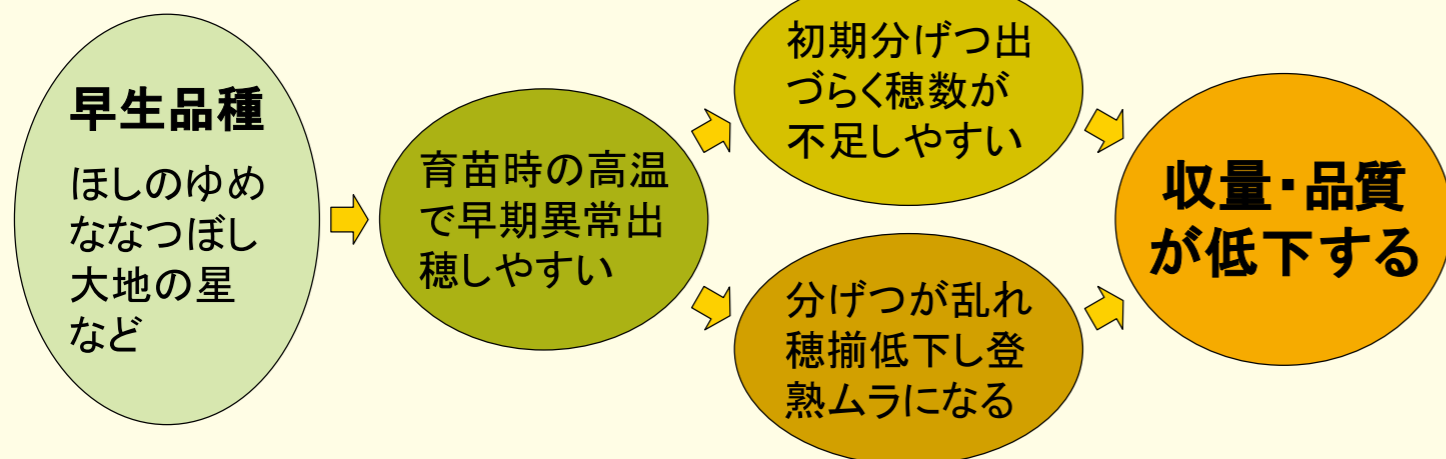 早生品種
ほしのゆめ
ななつぼし
大地の星
など
育苗時の高温
で早期異常出
穂しやすい
初期分げつ出
づらく穂数が
不足しやすい
分げつが乱れ
穂揃低下し登
熟ムラになる
収量・品質
が低下する